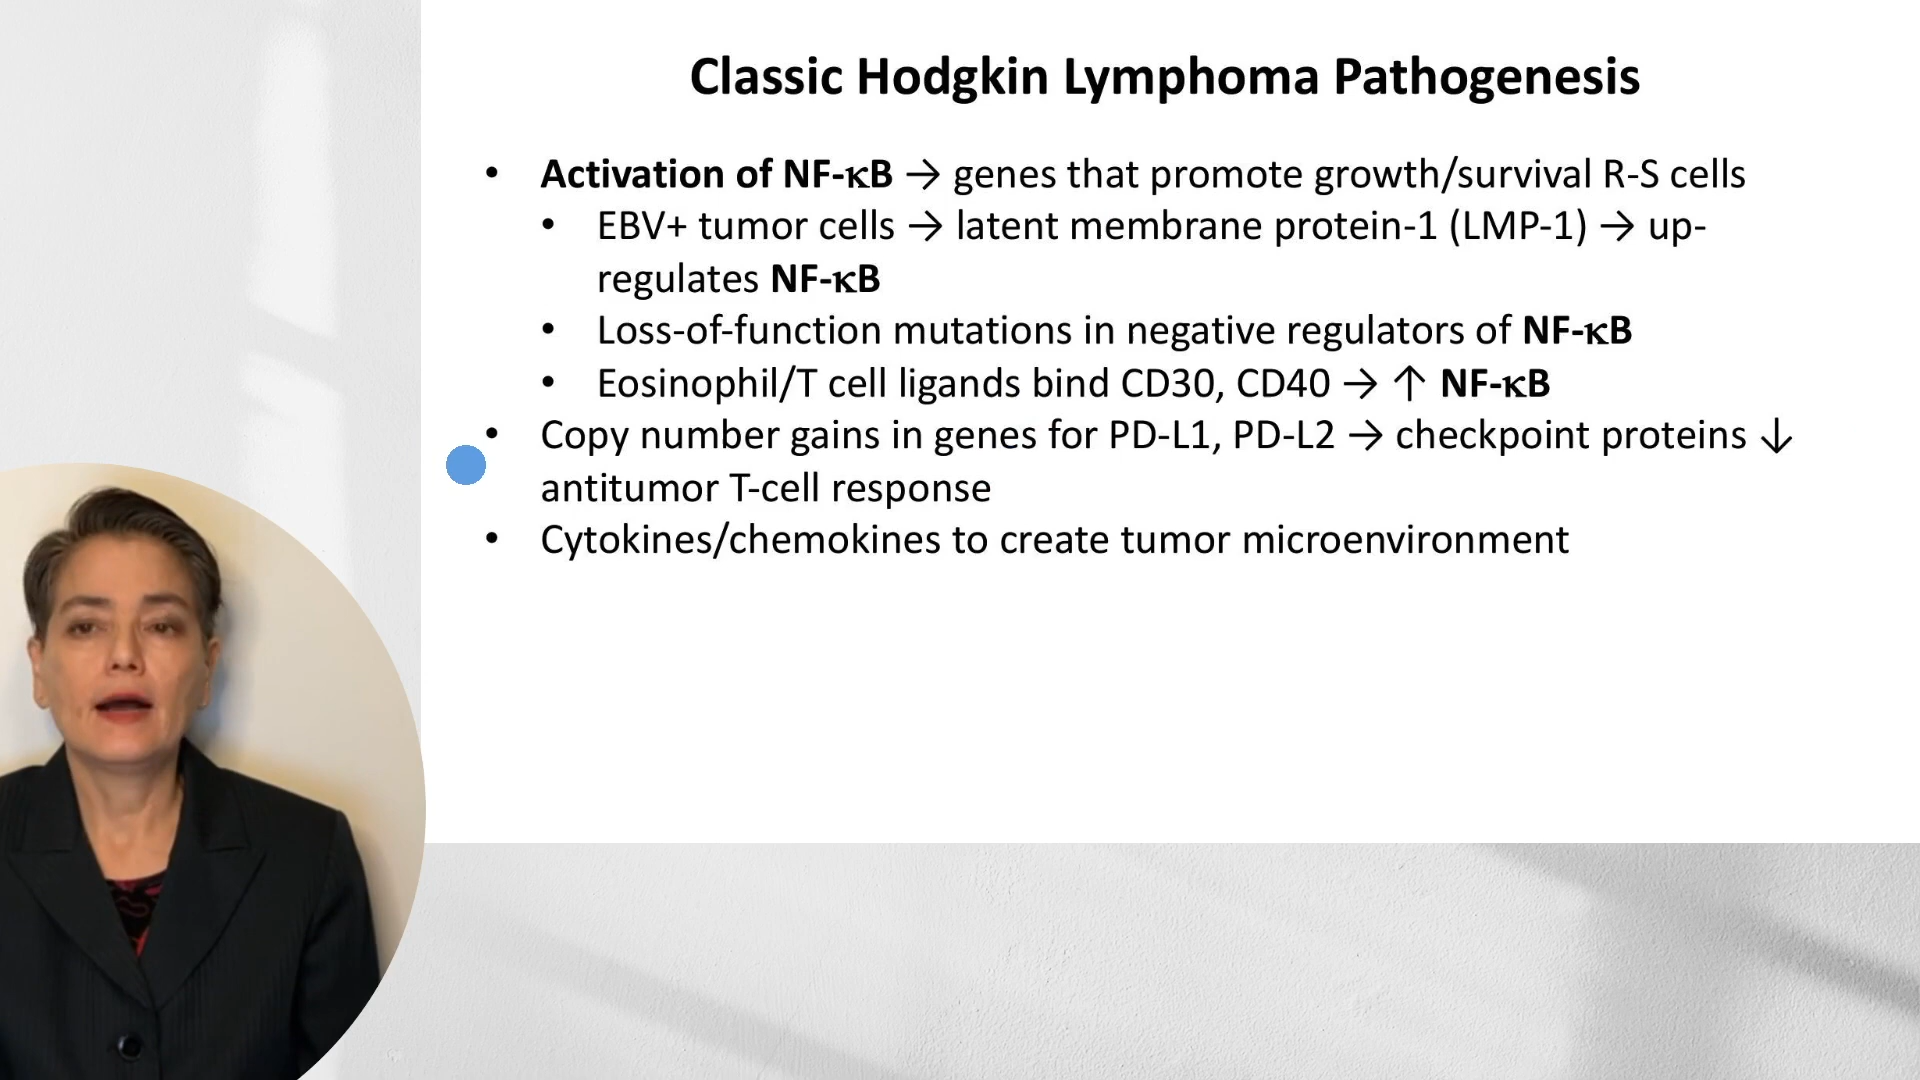 Classic Hodgkin Lymphoma Pathogenesis
• Activation of NF-κB → genes that promote growth/survival R-S cells
• EBV+ tumor cells → latent membrane protein-1 (LMP-1) → up-
regulates NF-κB
• Loss-of-function mutations in negative regulators of NF-κB
• Eosinophil/T cell ligands bind CD30, CD40 → ↑ NF-κB
• Copy number gains in genes for PD-L1, PD-L2 → checkpoint proteins ↓
antitumor T-cell response
• Cytokines/chemokines to create tumor microenvironment